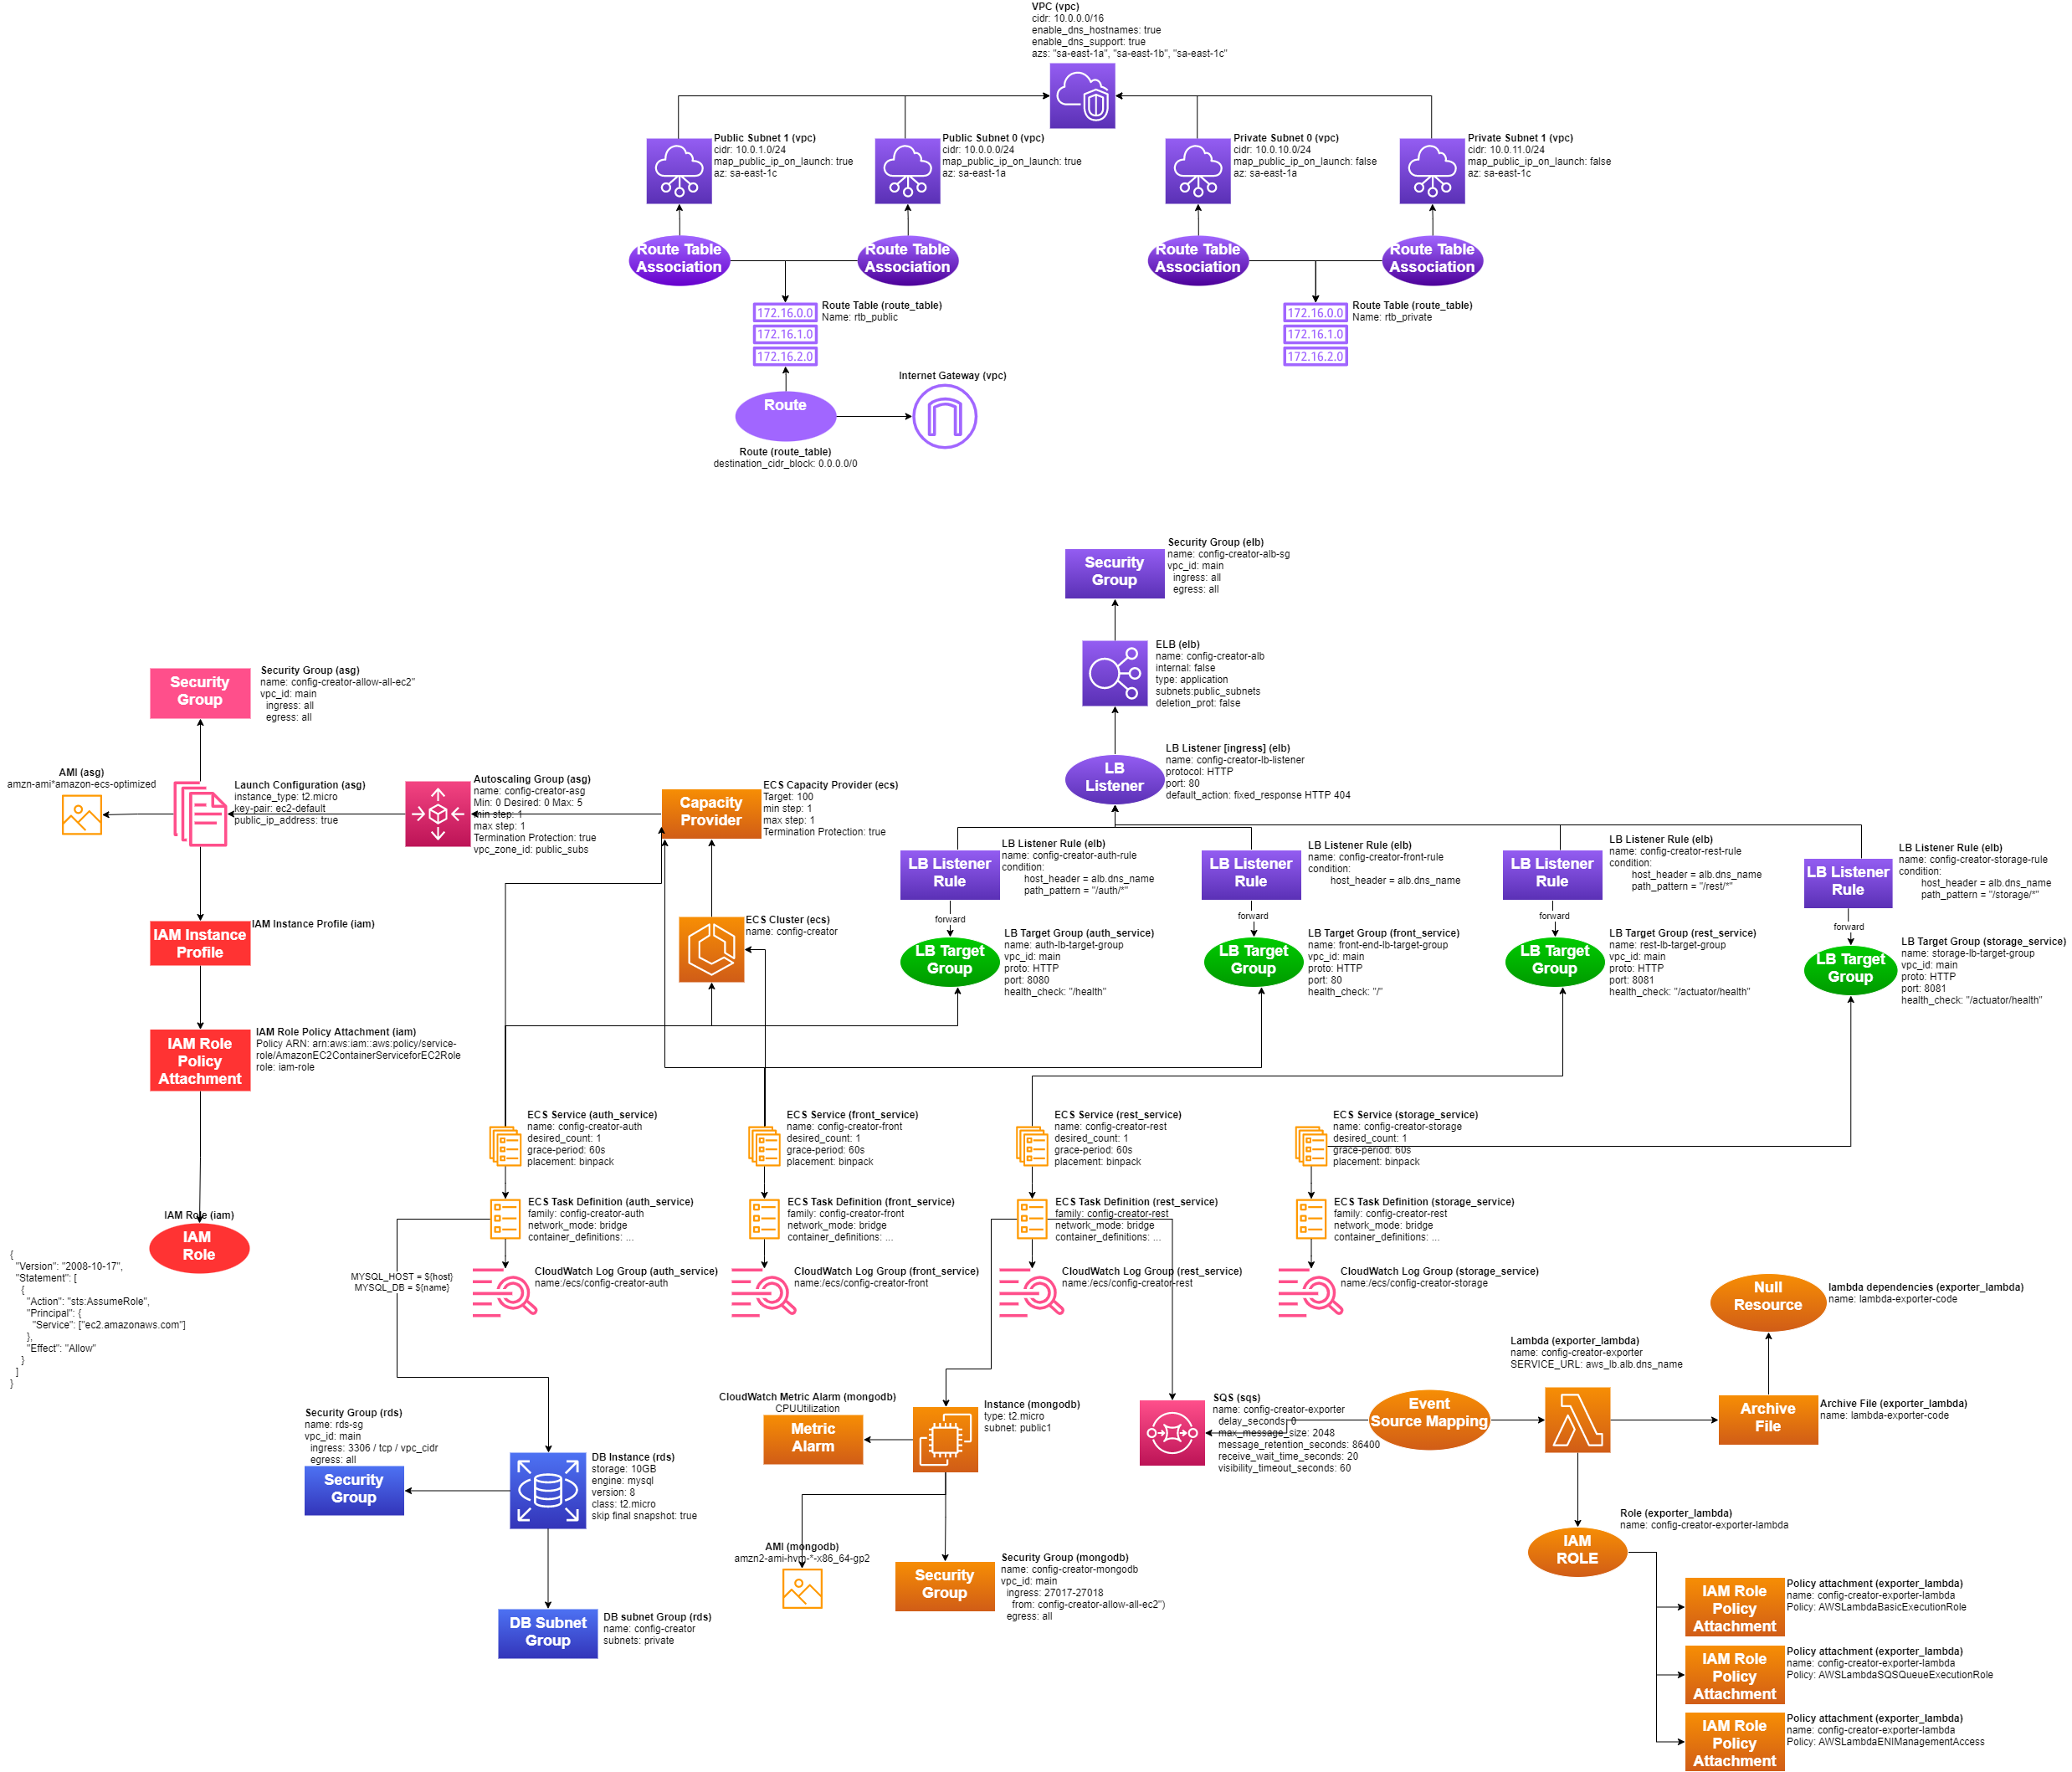 VPC (vpc)
cidr: 10.0.0.0/16
enable_dns_hostnames: true
enable_dns_support: true
azs: "sa-east-1a", "sa-east-1b", "sa-east-1c"
Public Subnet 1 (vpc)
cidr: 10.0.1.0/24
map_public_ip_on_launch: true
az: sa-east-1c
Public Subnet 0 (vpc)
cidr: 10.0.0.0/24
map_public_ip_on_launch: true
az: sa-east-1a
Private Subnet 0 (vpc)
cidr: 10.0.10.0/24
map_public_ip_on_launch: false
az: sa-east-1a
Private Subnet 1 (vpc)
cidr: 10.0.11.0/24
map_public_ip_on_launch: false
az: sa-east-1c
Route Table
Association
Route Table
Association
Route Table
Association
Route Table
Association
172.16.0.0
172.16.1.0
172.16.2.0
Route Table (route_table)
Name: rtb_public
172.16.0.0
172.16.1.0
172.16.2.0
Route Table (route_table)
Name: rtb_private
Internet Gateway (vpc)
Route
Route (route_table)
destination_cidr_block: 0.0.0.0/0
Security
Group
Security Group (elb)
name: config-creator-alb-sg
vpc_id: main
ingress: all
egress: all
ELB (elb)
name: config-creator-alb
internal: false
type: application
subnets:public_subnets
deletion_prot: false
LB
Listener
LB Listener [ingress] (elb)
name: config-creator-lb-listener
protocol: HTTP
port: 80
default_action: fixed_response HTTP 404
Security
Group
Security Group (asg)
name: config-creator-allow-all-ec2"
vpc_id: main
ingress: all
egress: all
AMI (asg)
amzn-ami*amazon-ecs-optimized
Launch Configuration (asg)
instance_type: t2.micro
key-pair: ec2-default
public_ip_address: true
Autoscaling Group (asg)
name: config-creator-asg
Min: 0 Desired: 0 Max: 5
min step: 1
max step: 1
Termination Protection: true
vpc_zone_id: public_subs
Capacity
Provider
ECS Capacity Provider (ecs)
Target: 100
min step: 1
max step: 1
Termination Protection: true
LB Listener
Rule
LB Listener Rule (elb)
name: config-creator-auth-rule
condition:
host_header = alb.dns_name
path_pattern = "/auth/*"
LB Listener
Rule
LB Listener Rule (elb)
name: config-creator-front-rule
condition:
host_header = alb.dns_name
LB Listener
Rule
LB Listener Rule (elb)
name: config-creator-rest-rule
condition:
host_header = alb.dns_name
path_pattern = "/rest/*"
LB Listener
Rule
LB Listener Rule (elb)
name: config-creator-storage-rule
condition:
host_header = alb.dns_name
path_pattern = "/storage/*"
forward
forward
forward
forward
LB Target
Group
LB Target Group (auth_service)
name: auth-lb-target-group
vpc_id: main
proto: HTTP
port: 8080
health_check: "/health"
LB Target
Group
LB Target Group (front_service)
name: front-end-lb-target-group
vpc_id: main
proto: HTTP
port: 80
health_check: "/"
LB Target
Group
LB Target Group (rest_service)
name: rest-lb-target-group
vpc_id: main
proto: HTTP
port: 8081
health_check: "/actuator/health"
LB Target
Group
LB Target Group (storage_service)
name: storage-lb-target-group
vpc_id: main
proto: HTTP
port: 8081
health_check: "/actuator/health"
ECS Cluster (ecs)
name: config-creator
IAM Instance
Profile
IAM Instance Profile (iam)
IAM Role
Policy
Attachment
IAM Role Policy Attachment (iam)
Policy ARN: arn:aws:iam::aws:policy/service-
role/AmazonEC2ContainerServiceforEC2Role
role: iam-role
IAM Role (iam)
IAM
Role
{
"Version": "2008-10-17",
"Statement": [
{
"Action": "sts:AssumeRole",
"Principal": {
"Service": ["ec2.amazonaws.com"]
},
"Effect": "Allow"
}
]
}
ECS Service (auth_service)
name: config-creator-auth
desired_count: 1
grace-period: 60s
placement: binpack
ECS Service (front_service)
name: config-creator-front
desired_count: 1
grace-period: 60s
placement: binpack
ECS Service (rest_service)
name: config-creator-rest
desired_count: 1
grace-period: 60s
placement: binpack
ECS Service (storage_service)
name: config-creator-storage
desired_count: 1
grace-period: 60s
placement: binpack
ECS Task Definition (auth_service)
family: config-creator-auth
network_mode: bridge
container_definitions: ...
ECS Task Definition (front_service)
family: config-creator-front
network_mode: bridge
container_definitions: ...
ECS Task Definition (rest_service)
family: config-creator-rest
network_mode: bridge
container_definitions: ...
ECS Task Definition (storage_service)
family: config-creator-rest
network_mode: bridge
container_definitions: ...
MYSQL_HOST = ${host}
MYSQL_DB = ${name}
CloudWatch Log Group (auth_service)
name:/ecs/config-creator-auth
CloudWatch Log Group (front_service)
name:/ecs/config-creator-front
CloudWatch Log Group (rest_service)
name:/ecs/config-creator-rest
CloudWatch Log Group (storage_service)
name:/ecs/config-creator-storage
Null
Resource
lambda dependencies (exporter_lambda)
name: lambda-exporter-code
Lambda (exporter_lambda)
name: config-creator-exporter
SERVICE_URL: aws_lb.alb.dns_name
Archive
File
Archive File (exporter_lambda)
name: lambda-exporter-code
Event
Source Mapping
SQS (sqs)
name: config-creator-exporter
delay_seconds: 0
max_message_size: 2048
message_retention_seconds: 86400
receive_wait_time_seconds: 20
visibility_timeout_seconds: 60
Instance (mongodb)
type: t2.micro
subnet: public1
CloudWatch Metric Alarm (mongodb)
CPUUtilization
Metric
Alarm
Security Group (rds)
name: rds-sg
vpc_id: main
ingress: 3306 / tcp / vpc_cidr
egress: all
Security
Group
DB Instance (rds)
storage: 10GB
engine: mysql
version: 8
class: t2.micro
skip final snapshot: true
AMI (mongodb)
amzn2-ami-hvm-*-x86_64-gp2
Security
Group
Security Group (mongodb)
name: config-creator-mongodb
vpc_id: main
ingress: 27017-27018
from: config-creator-allow-all-ec2")
egress: all
DB Subnet
Group
DB subnet Group (rds)
name: config-creator
subnets: private
Role (exporter_lambda)
name: config-creator-exporter-lambda
IAM
ROLE
IAM Role
Policy
Attachment
Policy attachment (exporter_lambda)
name: config-creator-exporter-lambda
Policy: AWSLambdaBasicExecutionRole
IAM Role
Policy
Attachment
Policy attachment (exporter_lambda)
name: config-creator-exporter-lambda
Policy: AWSLambdaSQSQueueExecutionRole
IAM Role
Policy
Attachment
Policy attachment (exporter_lambda)
name: config-creator-exporter-lambda
Policy: AWSLambdaENIManagementAccess